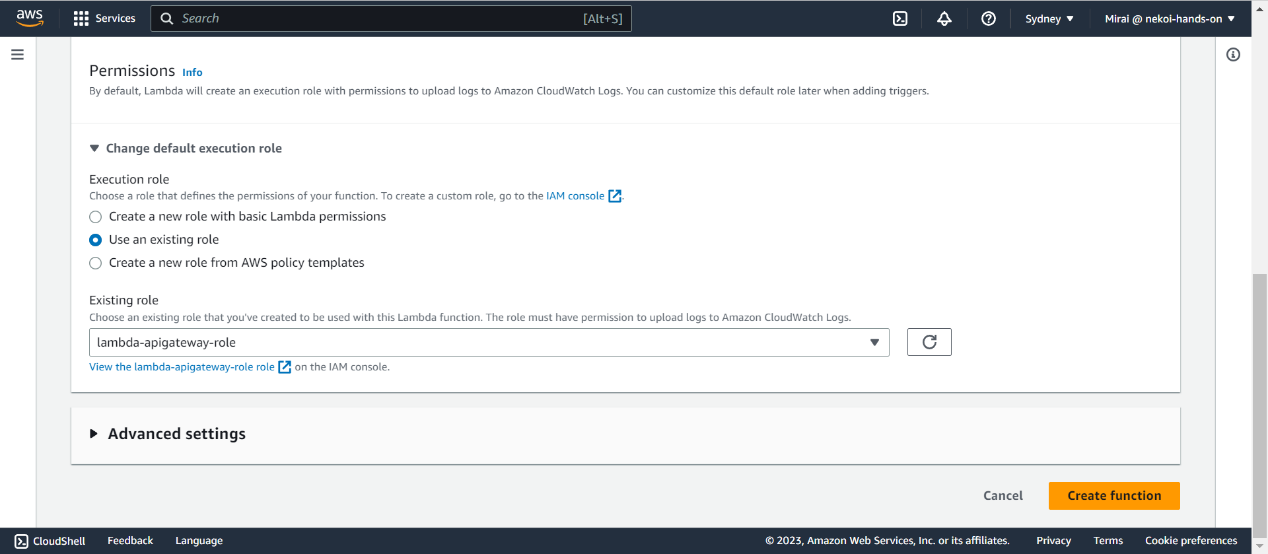 aws
Services
Search
[Alt+S]
Sydney
Mirai @ nekoi-hands-on
Permissions Info
By default, Lambda will create an execution role with permissions to upload logs to Amazon CloudWatch Logs. You can customize this default role later when adding triggers.
Change default execution role
Execution role
Choose a role that defines the permissions of your function. To create a custom role, go to the IAM console.
Create a new role with basic Lambda permissions
Use an existing role
Create a new role from AWS policy templates
Existing role
Choose an existing role that you've created to be used with this Lambda function. The role must have permission to upload logs to Amazon CloudWatch Logs.
lambda-apigateway-role
View the lambda-apigateway-role role on the IAM console.
Advanced settings
Cancel
Create function
CloudShell
Feedback
Language
© 2023, Amazon Web Services, Inc. or its affiliates.
Privacy
Terms
Cookie preferences